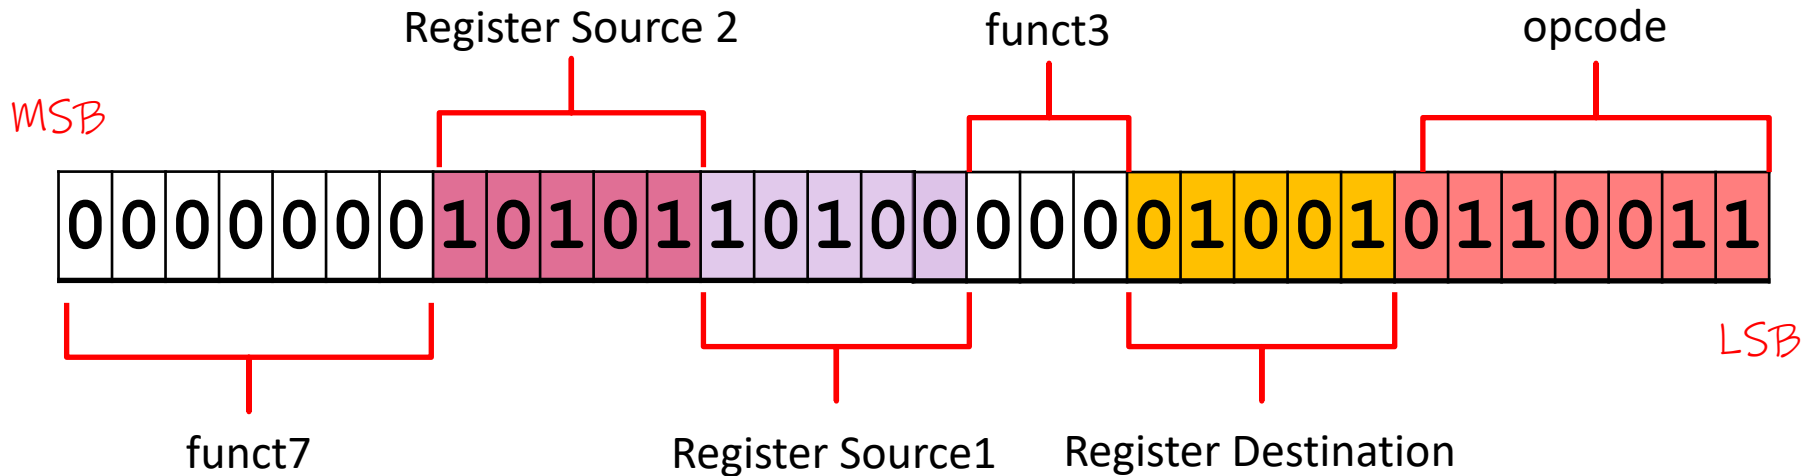 Register Source 2 funct3 opcode
MSB
00000001010110100000010010110011
LSB
funct7 Register Source1 Register Destination